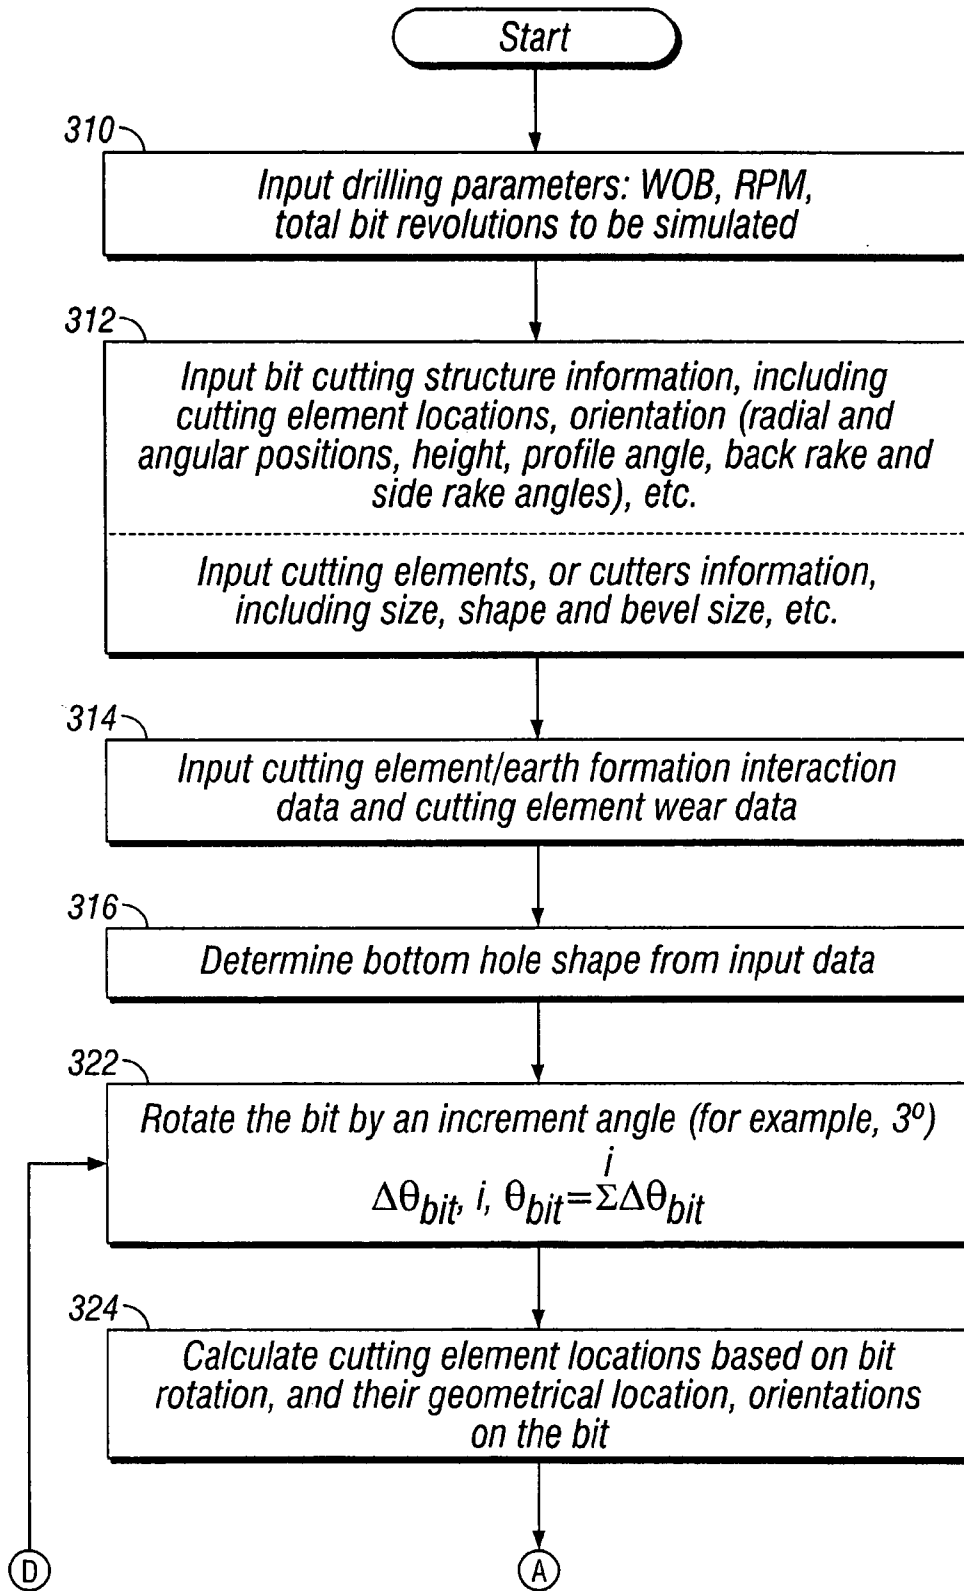 Start
310
Input drilling parameters: WOB, RPM,
total bit revolutions to be simulated
312
Input bit cutting structure information, including
cutting element locations, orientation (radial and
angular positions, height, profile angle, back rake and
side rake angles), etc.
Input cutting elements, or cutters information,
including size, shape and bevel size, etc.
314
Input cutting element/earth formation interaction
data and cutting element wear data
316
Determine bottom hole shape from input data
322
Rotate the bit by an increment angle (for example, 3º)
i
Δθbit, i, θbit=ΣΔθbit
324
Calculate cutting element locations based on bit
rotation, and their geometrical location, orientations
on the bit
D
A